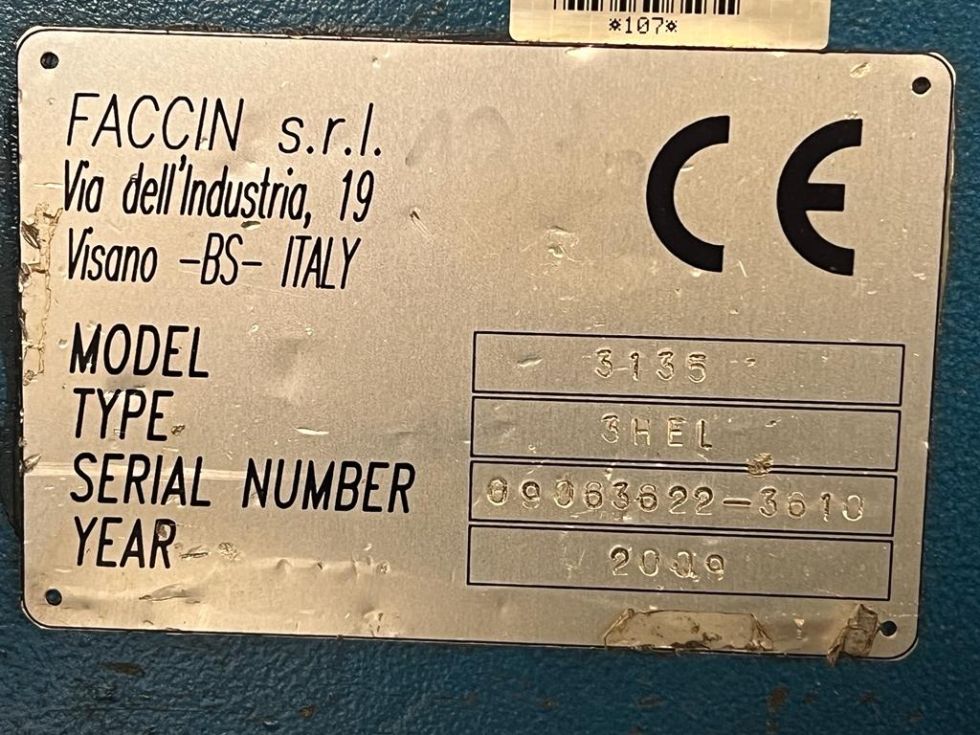 *107*
FACCIN s.r.l.
Via dell'Industria, 19
Visano -BS- ITALY
CE
MODEL 3135
TYPE 3HEL
SERIAL NUMBER 09063622-3610
YEAR 2009